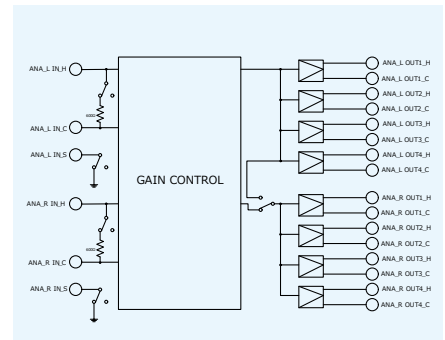 ANA_L IN_H
600Ω
ANA_L IN_C
ANA_L IN_S
ANA_R IN_H
600Ω
ANA_R IN_C
ANA_R IN_S
GAIN CONTROL
ANA_L OUT1_H
ANA_L OUT1_C
ANA_L OUT2_H
ANA_L OUT2_C
ANA_L OUT3_H
ANA_L OUT3_C
ANA_L OUT4_H
ANA_L OUT4_C
ANA_R OUT1_H
ANA_R OUT1_C
ANA_R OUT2_H
ANA_R OUT2_C
ANA_R OUT3_H
ANA_R OUT3_C
ANA_R OUT4_H
ANA_R OUT4_C